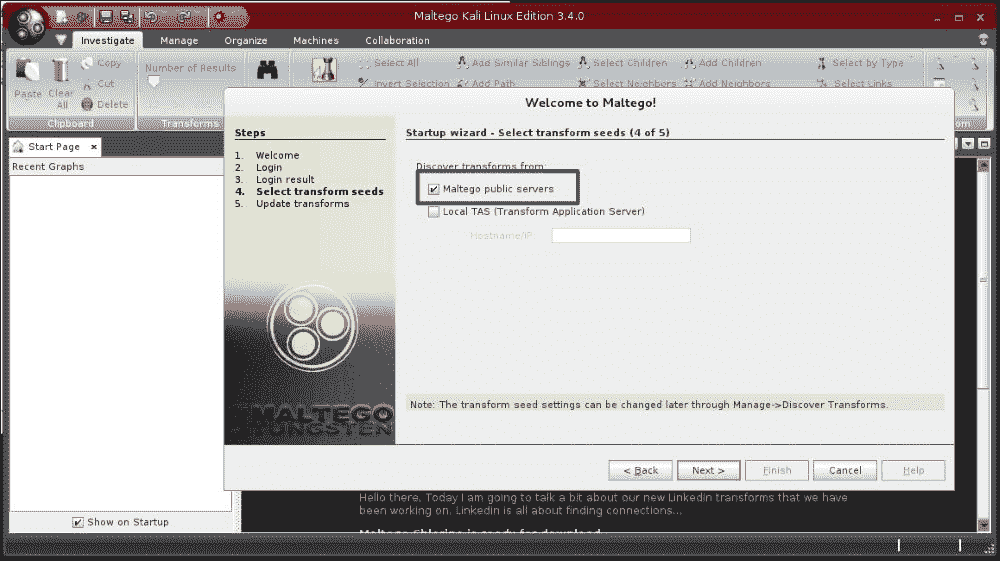 Maltego Kali Linux Edition 3.4.0
Investigate Manage Organize Machines Collaboration
Copy
Cut
Delete
Paste Clear All
Clipboard
Number of Results
Transforms
Select All Add Similar Siblings Select Children Add Children Select by Type
Invert Selection Add Path Select Neighbors Add Neighbors Select Links
Start Page
Recent Graphs
Show on Startup
Welcome to Maltego!
Steps
1. Welcome
2. Login
3. Login result
4. Select transform seeds
5. Update transforms
MALTEGO
TUNGSTEN
Startup wizard - Select transform seeds (4 of 5)
Discover transforms from:
Maltego public servers
Local TAS (Transform Application Server)
Hostname/IP:
Note: The transform seed settings can be changed later through Manage->Discover Transforms.
< Back Next > Finish Cancel Help
Hello there, Today I am going to talk a bit about our new LinkedIn transforms that we have
been working on. LinkedIn is all about finding connections...
Maltego Chlorine is ready for download